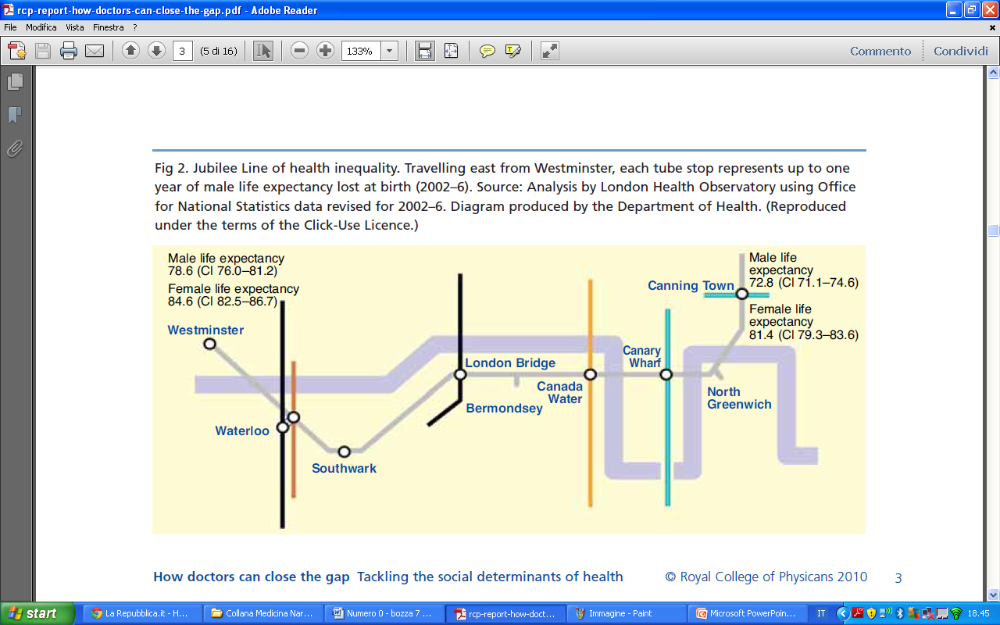 rcp-report-how-doctors-can-close-the-gap.pdf - Adobe Reader
File Modifica Vista Finestra ?
3 (5 di 16) 133% Commento Condividi
Fig 2. Jubilee Line of health inequality. Travelling east from Westminster, each tube stop represents up to one
year of male life expectancy lost at birth (2002–6). Source: Analysis by London Health Observatory using Office
for National Statistics data revised for 2002–6. Diagram produced by the Department of Health. (Reproduced
under the terms of the Click-Use Licence.)
Male life expectancy
78.6 (CI 76.0–81.2)
Female life expectancy
84.6 (CI 82.5–86.7)
Westminster
Waterloo
Southwark
London Bridge
Bermondsey
Canada
Water
Canary
Wharf
North
Greenwich
Canning Town
Male life
expectancy
72.8 (CI 71.1–74.6)
Female life
expectancy
81.4 (CI 79.3–83.6)
How doctors can close the gap Tackling the social determinants of health © Royal College of Physicians 2010 3
start La Repubblica.it - H... Collana Medicina Nar... Numero 0 - bozza 7 ... rcp-report-how-doct... Immagine - Paint Microsoft PowerPoin... IT 18.45